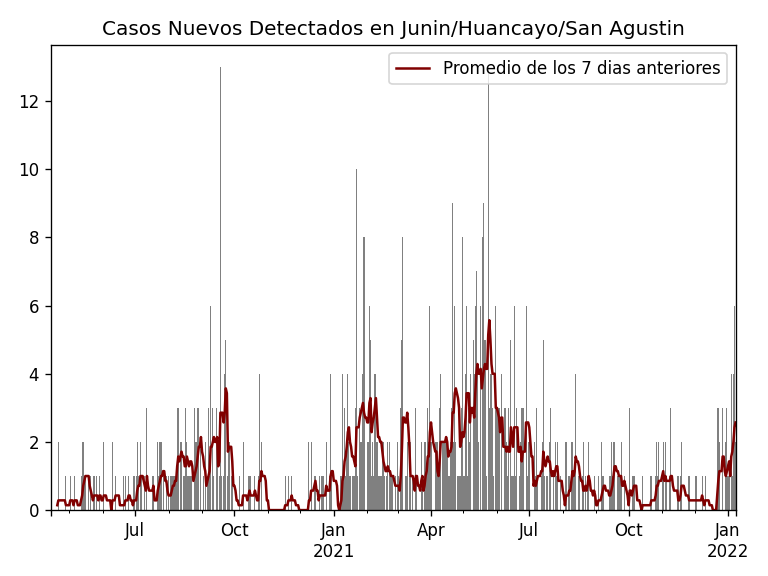 Casos Nuevos Detectados en Junin/Huancayo/San Agustin
Promedio de los 7 dias anteriores
12
10
8
6
4
2
0
Jul Oct Jan Apr Jul Oct Jan
2021 2022